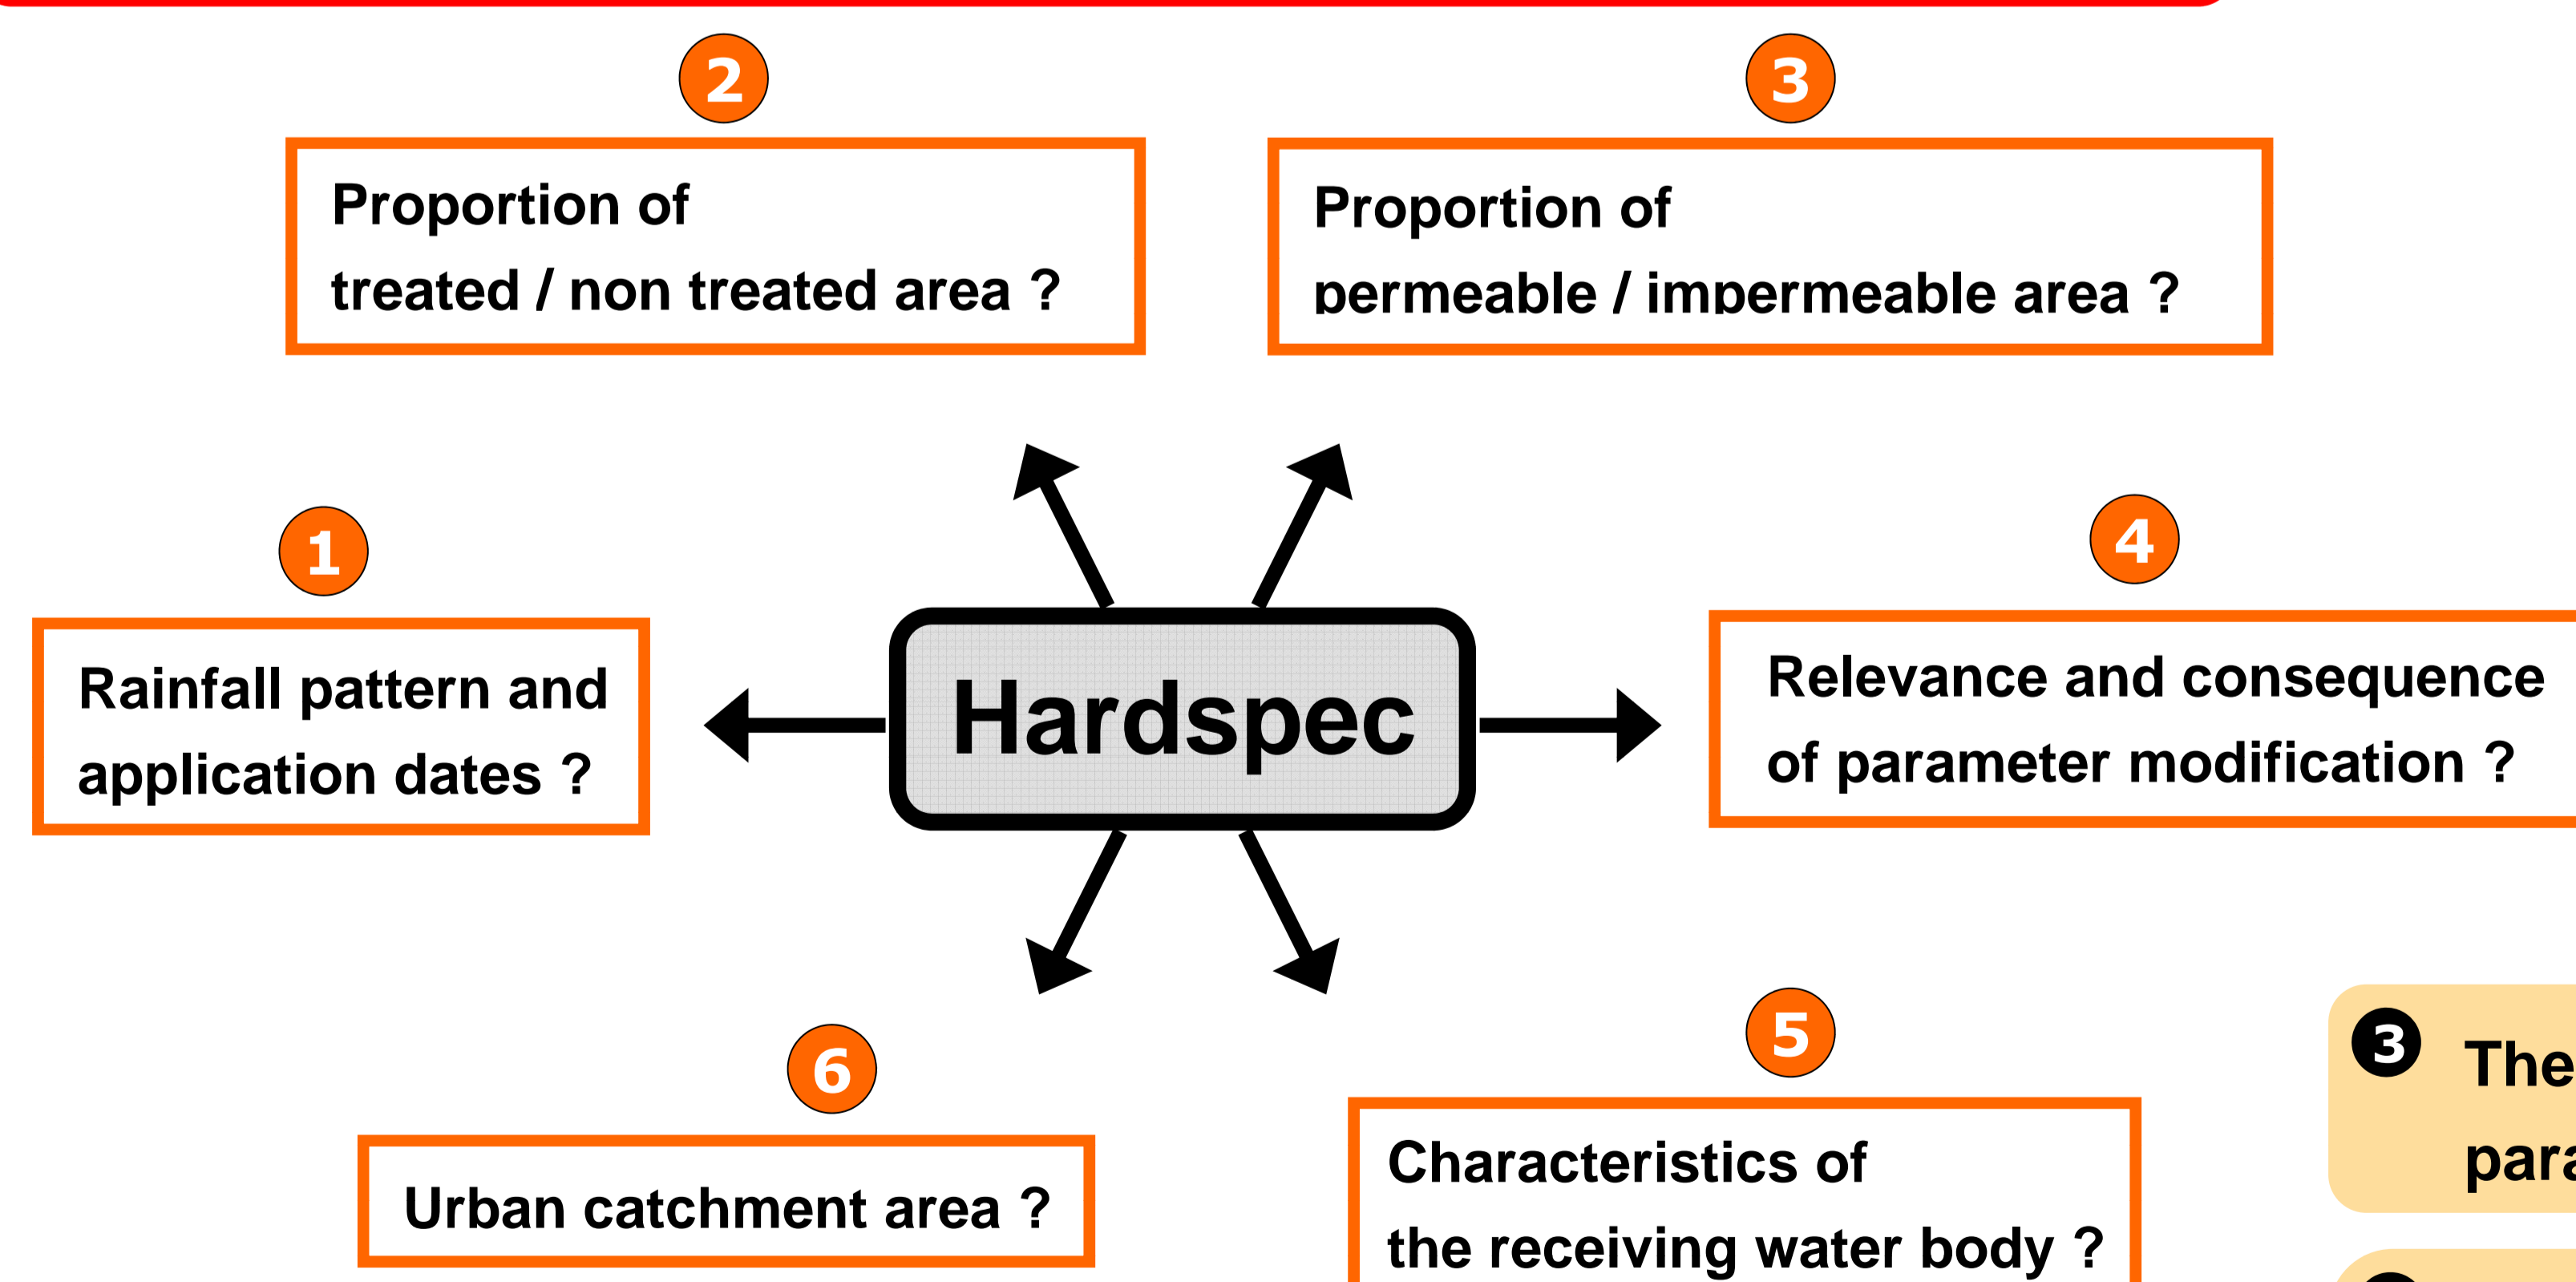 2
Proportion of
treated / non treated area ?
3
Proportion of
permeable / impermeable area ?
1
Rainfall pattern and
application dates ?
Hardspec
4
Relevance and consequence
of parameter modification ?
6
Urban catchment area ?
5
Characteristics of
the receiving water body ?
3
The